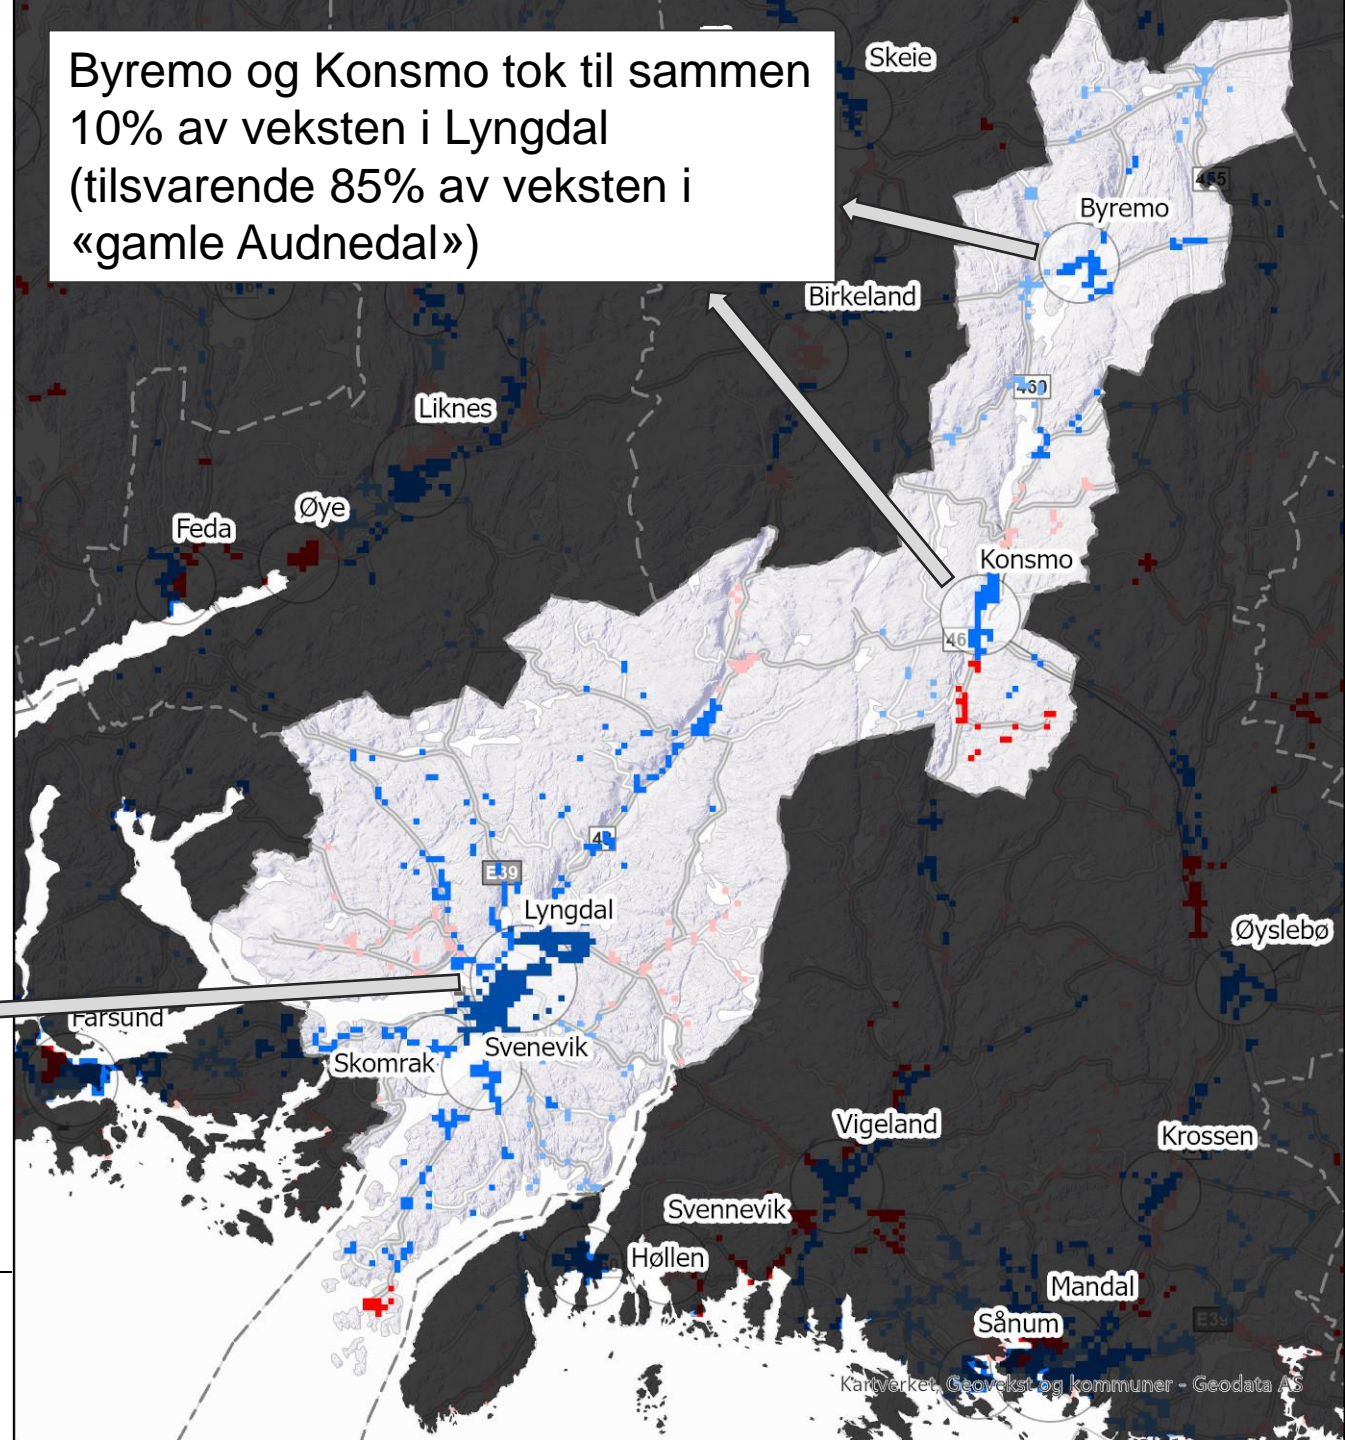 Byremo og Konsmo tok til sammen
10% av veksten i Lyngdal
(tilsvarende 85% av veksten i
«gamle Audnedal»)
Skeie
455
Byremo
Birkeland
460
Liknes
Øye
Feda
Konsmo
46
43
E39
Lyngdal
Øyslebø
Farsund
Svenevik
Skomrak
Vigeland
Krossen
Svennevik
Høllen
Mandal
Sånum
E39
Kartverket, Geovekst og kommuner - Geodata AS